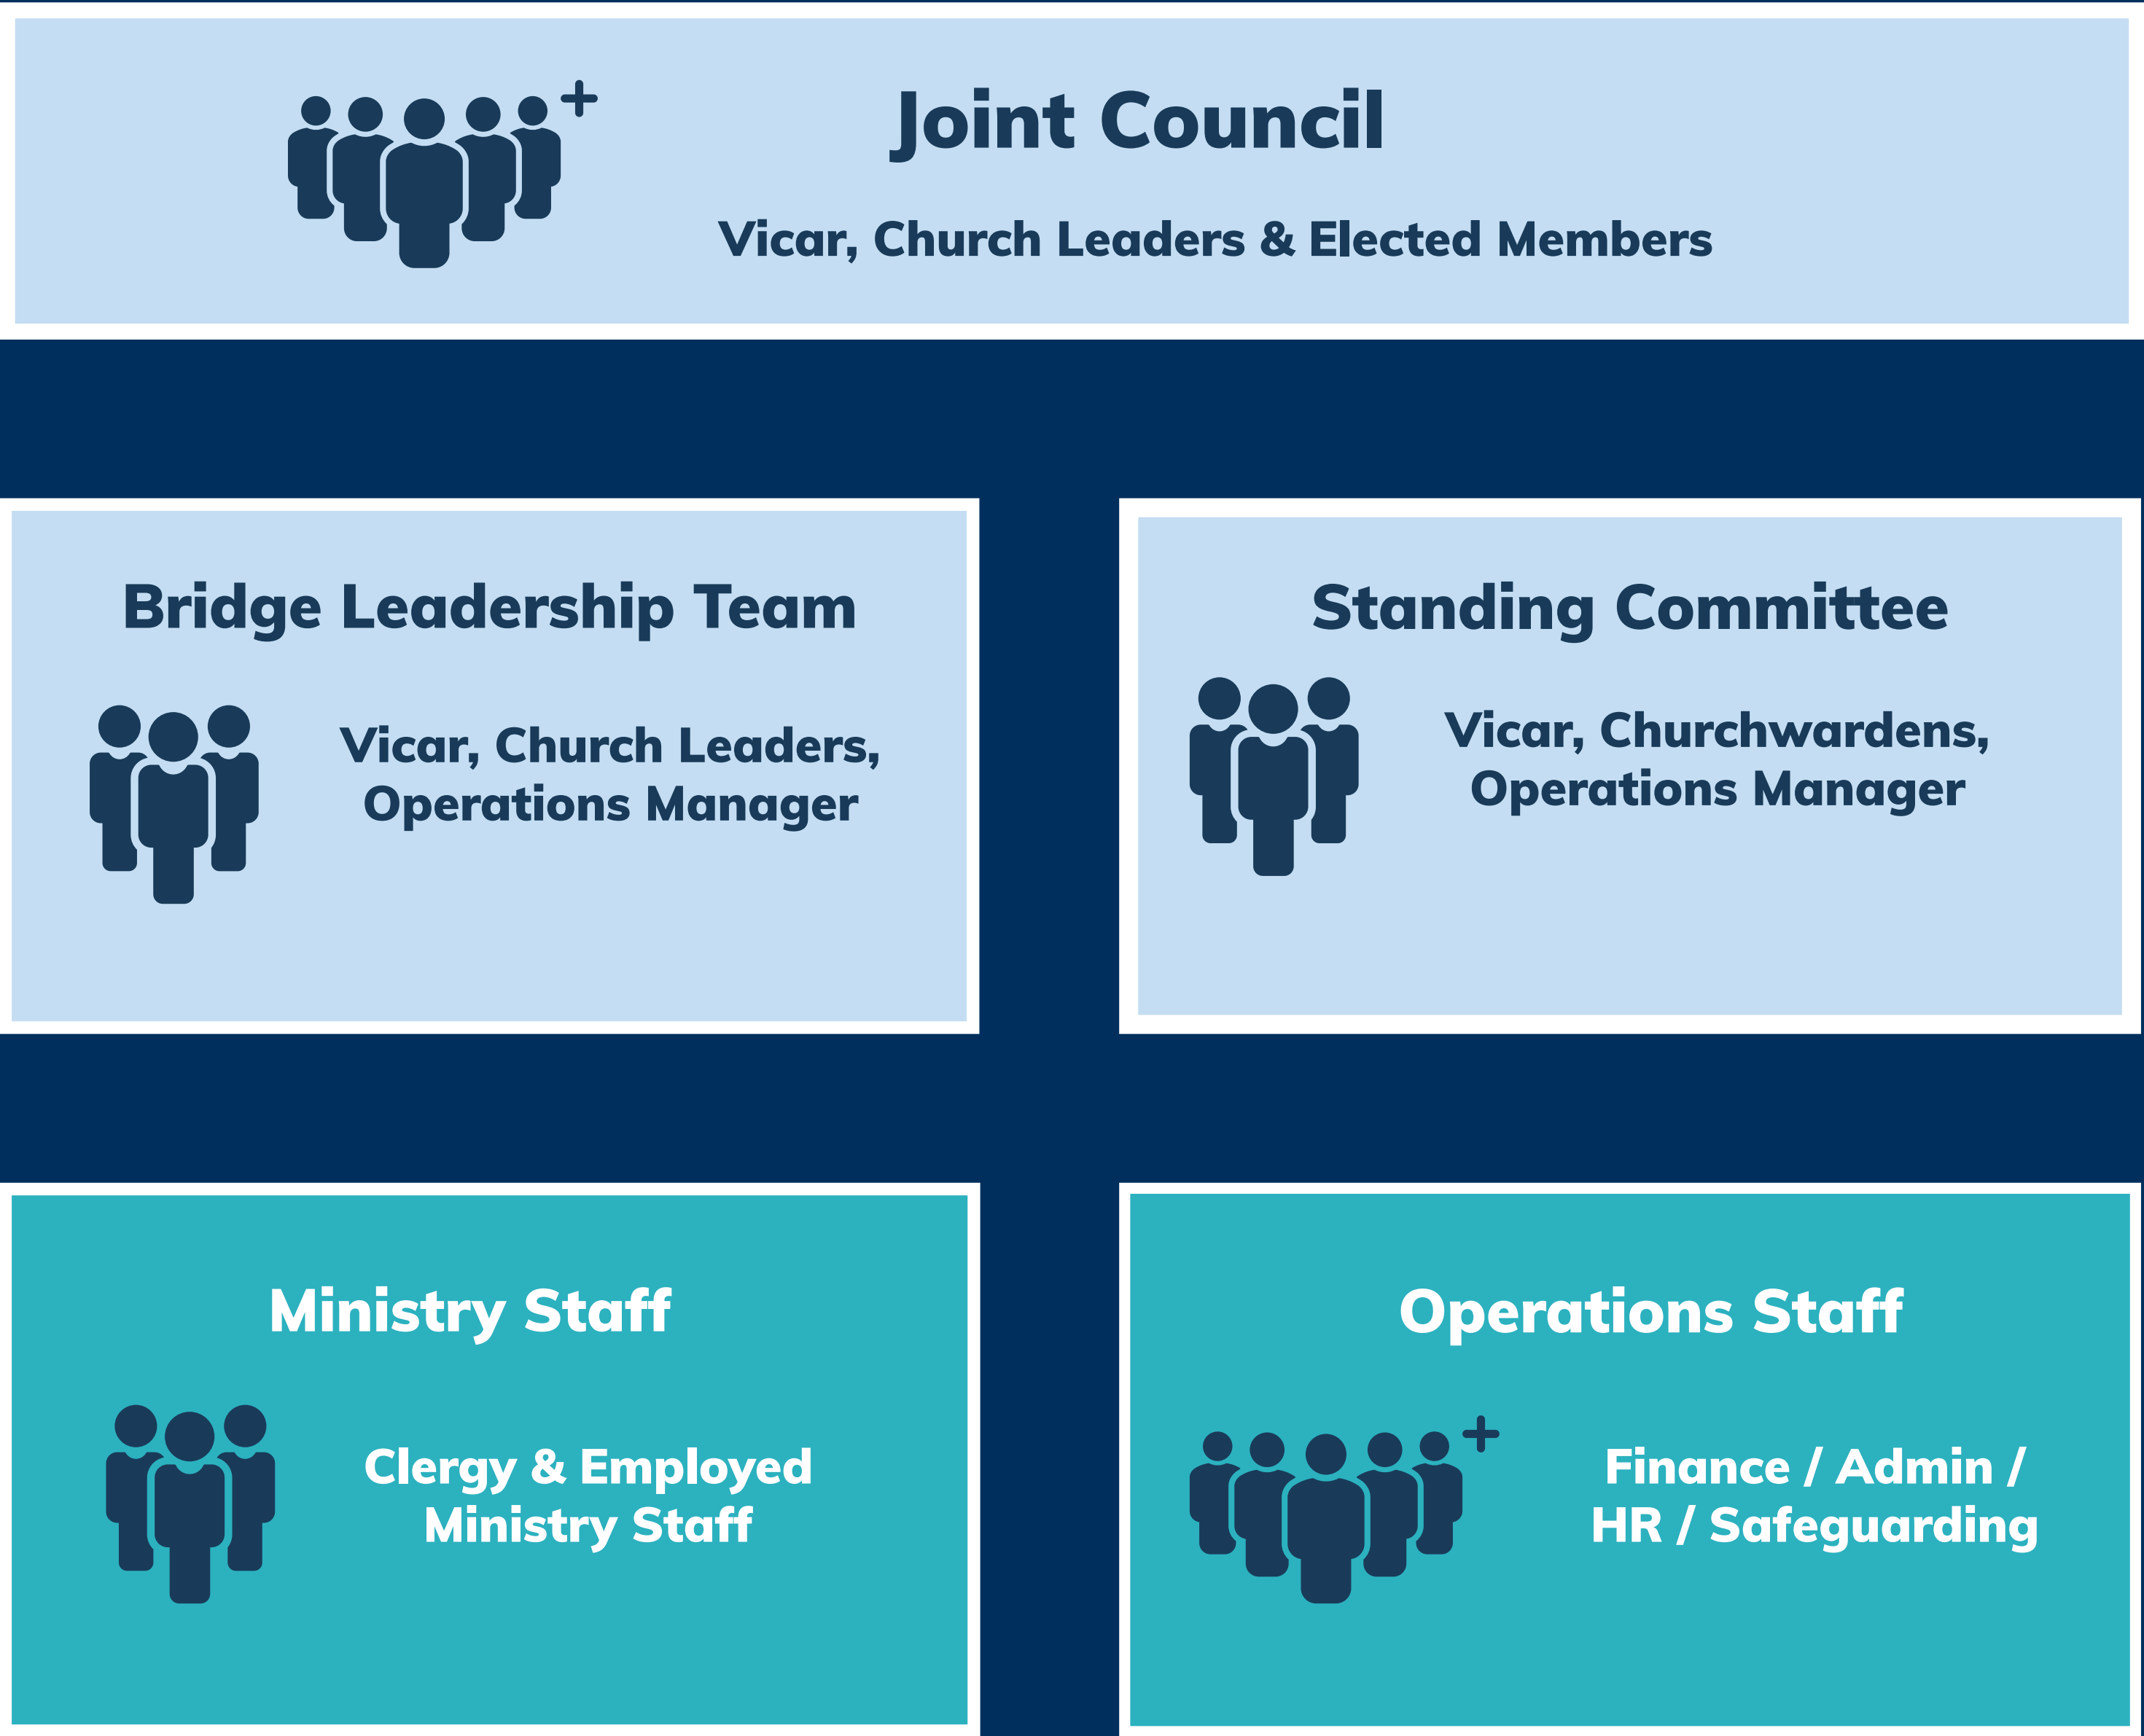 Joint Council
Vicar, Church Leaders & Elected Members
Bridge Leadership Team
Vicar, Church Leaders,
Operations Manager
Standing Committee
Vicar, Churchwardens,
Operations Manager
Ministry Staff
Clergy & Employed
Ministry Staff
Operations Staff
Finance / Admin /
HR / Safeguarding